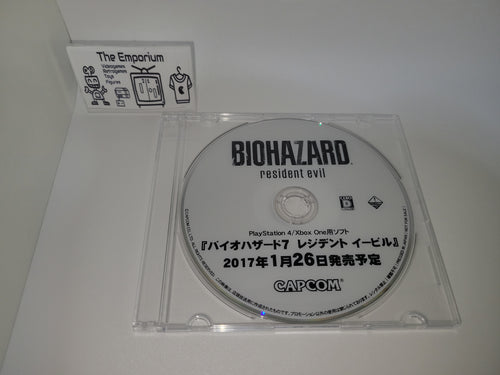 The Emporium
Videogames
Retrogames
Toys
Figures
BIOHAZARD
resident evil
PlayStation 4/Xbox One用ソフト
『バイオハザード7 レジデント イービル』
2017年1月26日発売予定
CAPCOM